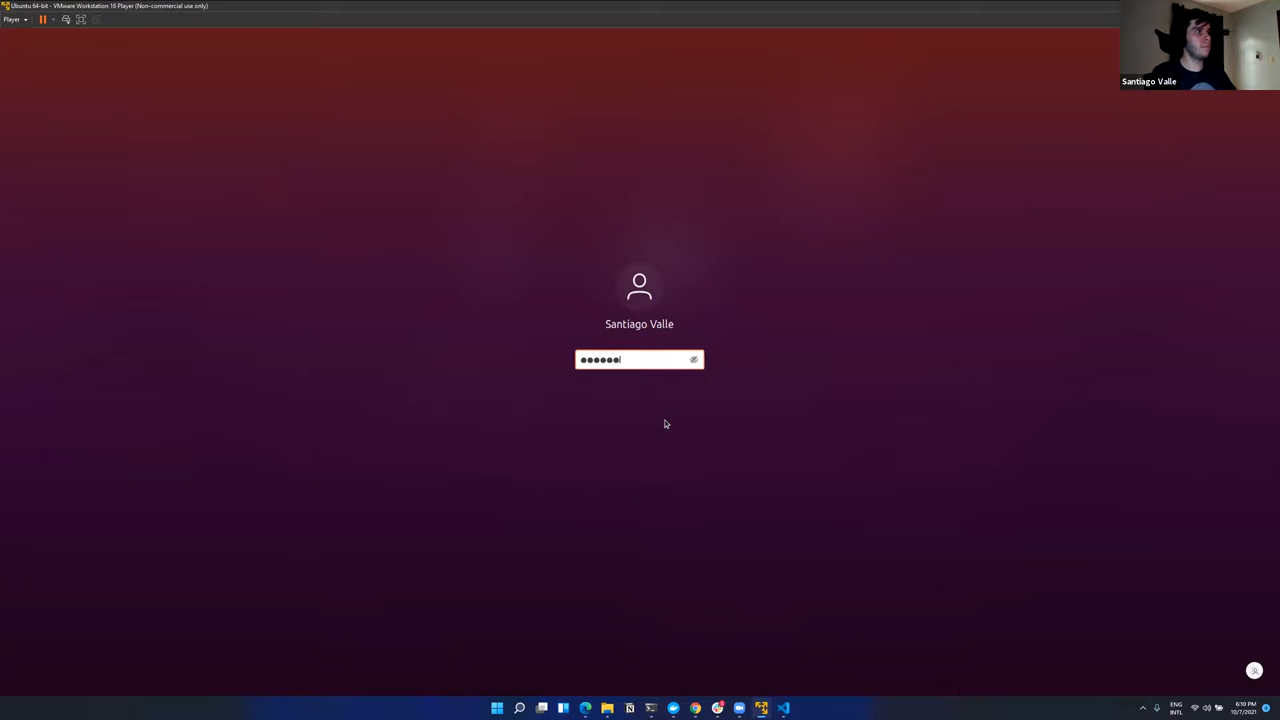 Ubuntu 64-bit - VMware Workstation 16 Player (Non-commercial use only)
Player
Santiago Valle
Santiago Valle
●●●●●●
ENG
INTL
6:10 PM
10/7/2021